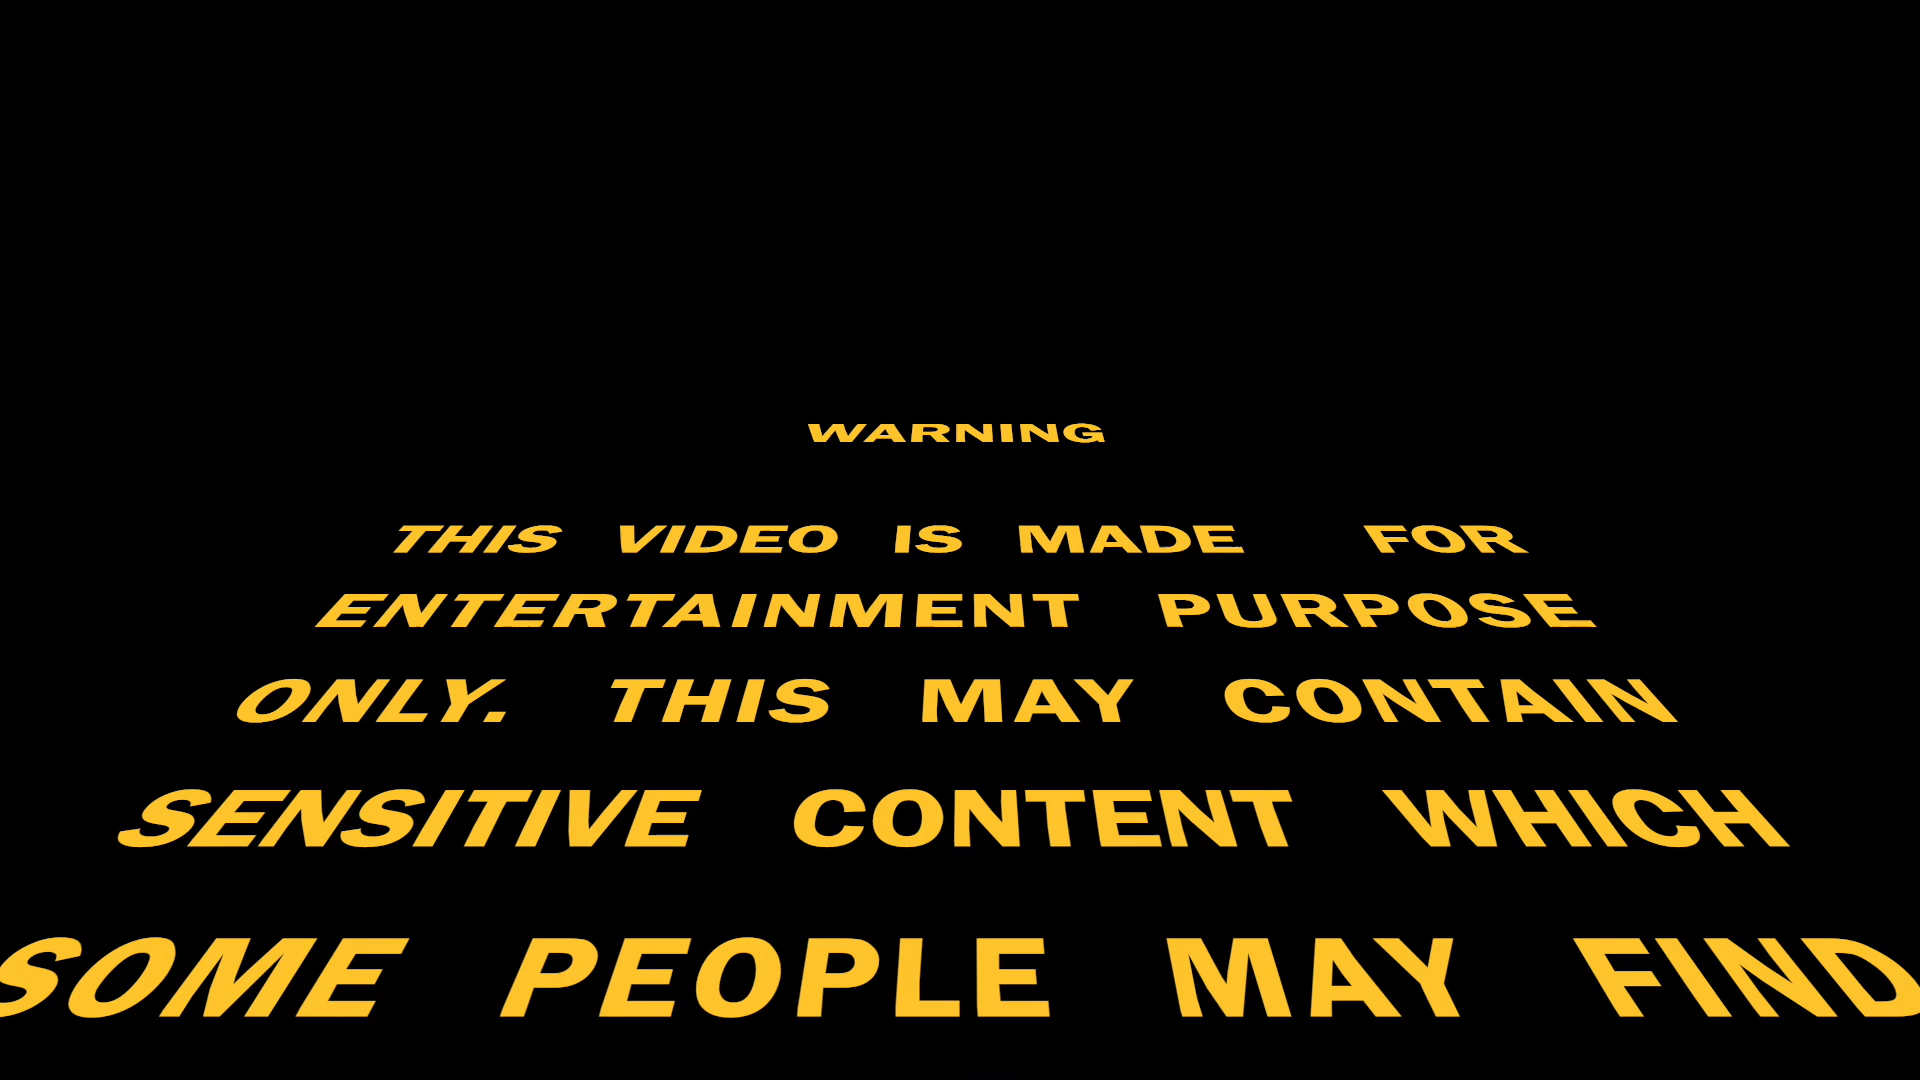 WARNING
THIS VIDEO IS MADE FOR
ENTERTAINMENT PURPOSE
ONLY. THIS MAY CONTAIN
SENSITIVE CONTENT WHICH
SOME PEOPLE MAY FIND